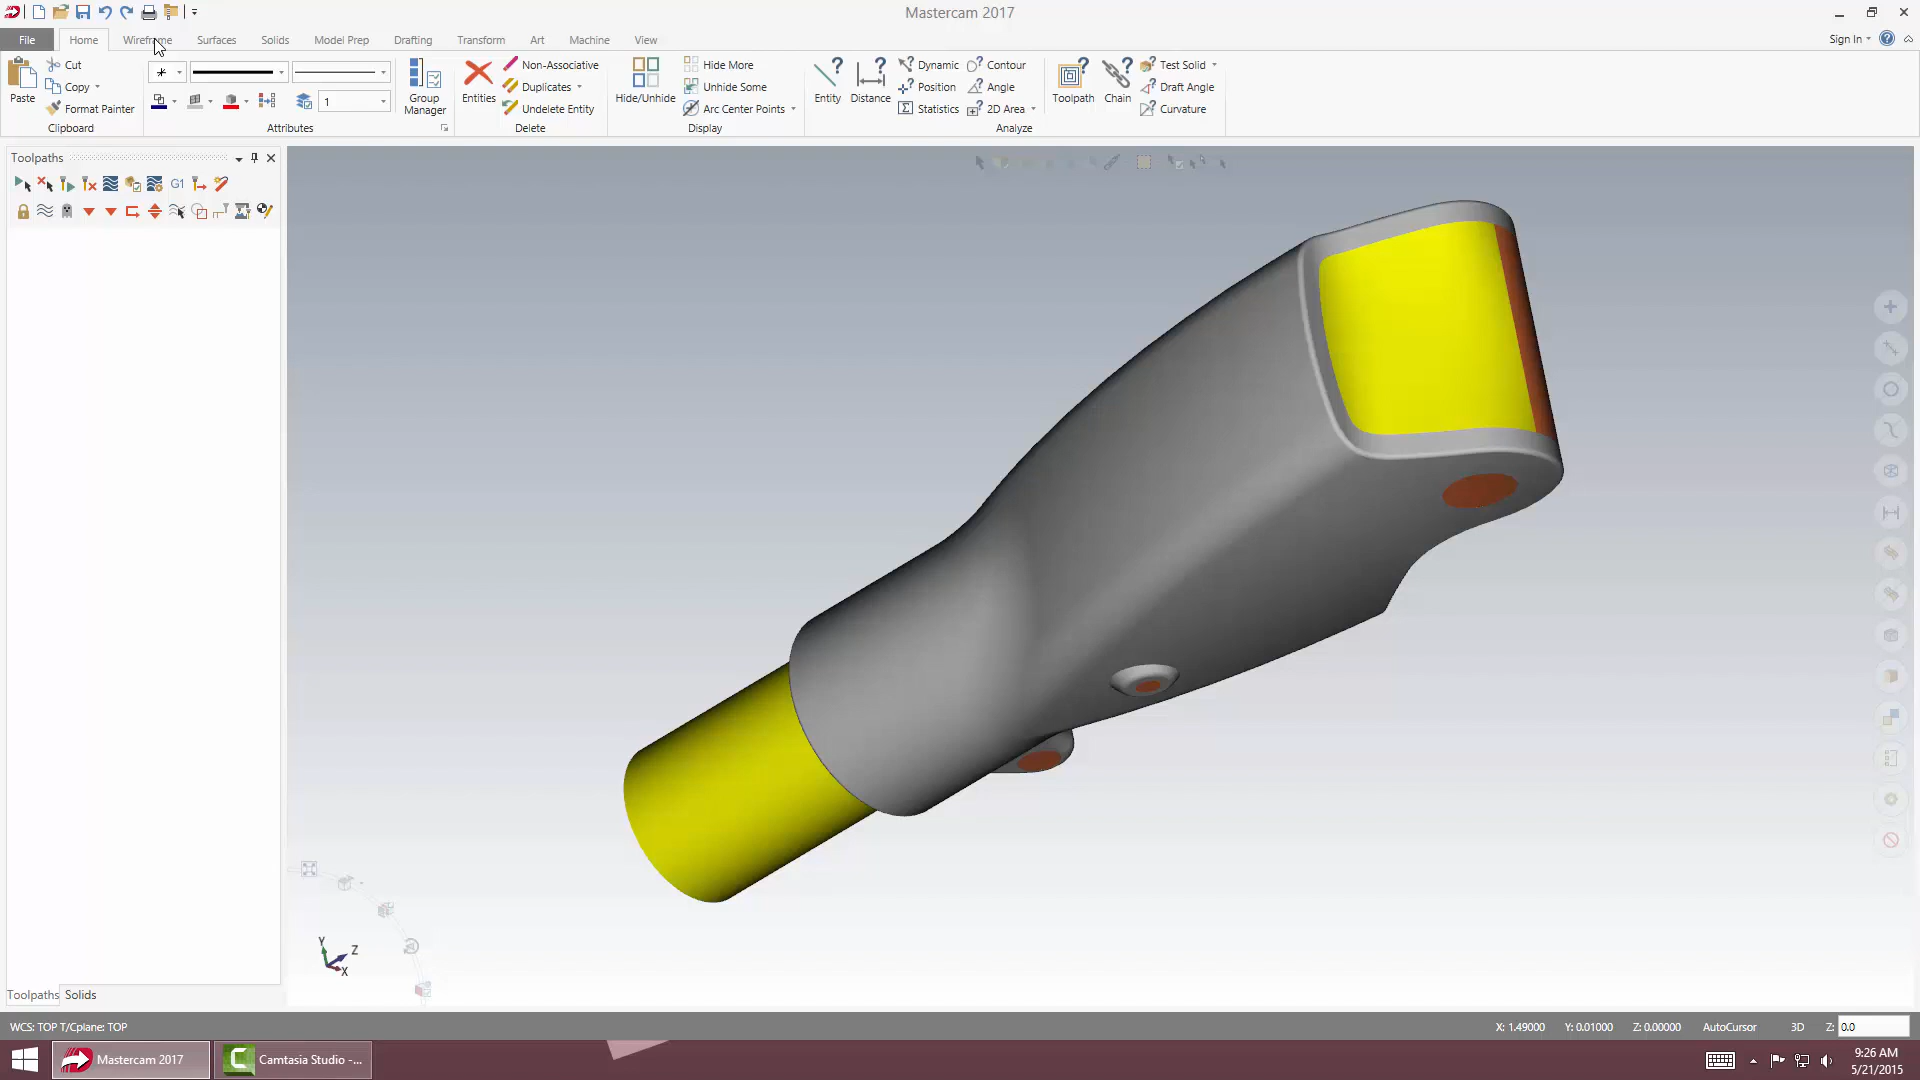 Mastercam 2017
File Home Wireframe Surfaces Solids Model Prep Drafting Transform Art Machine View Sign In
Paste
Cut
Copy
Format Painter
Clipboard
1
Attributes
Group Manager
Entities
Non-Associative
Duplicates
Undelete Entity
Delete
Hide/Unhide
Hide More
Unhide Some
Arc Center Points
Display
Entity
Distance
Dynamic
Position
Statistics
Contour
Angle
2D Area
Toolpath
Chain
Test Solid
Draft Angle
Curvature
Analyze
Toolpaths
G1
Y
Z
X
Toolpaths Solids
WCS: TOP T/Cplane: TOP
X: 1.49000 Y: 0.01000 Z: 0.00000 AutoCursor 3D Z: 0.0
Mastercam 2017
Camtasia Studio -...
9:26 AM
5/21/2015